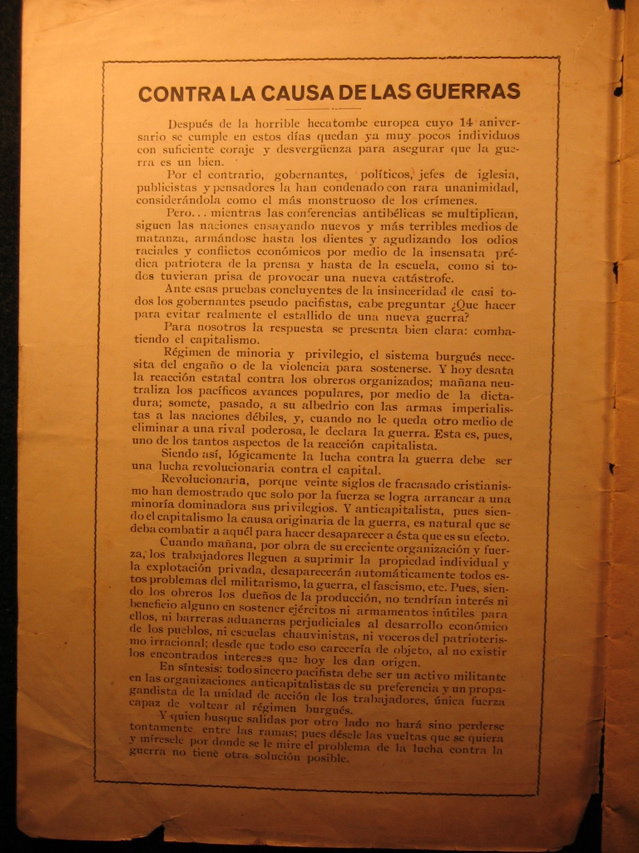 CONTRA LA CAUSA DE LAS GUERRAS
Después de la horrible hecatombe europea cuyo 14 aniver-
sario se cumple en estos días quedan ya muy pocos individuos
con suficiente coraje y desvergüenza para asegurar que la gue-
rra es un bien.
Por el contrario, gobernantes, políticos, jefes de iglesia,
publicistas y pensadores la han condenado con rara unanimidad,
considerándola como el más monstruoso de los crímenes.
Pero... mientras las conferencias antibélicas se multiplican,
siguen las naciones ensayando nuevos y más terribles medios de
matanza, armándose hasta los dientes y agudizando los odios
raciales y conflictos económicos por medio de la insensata pré-
dica patriotera de la prensa y hasta de la escuela, como si to-
dos tuvieran prisa de provocar una nueva catástrofe.
Ante esas pruebas concluyentes de la insinceridad de casi to-
dos los gobernantes pseudo pacifistas, cabe preguntar ¿Que hacer
para evitar realmente el estallido de una nueva guerra?
Para nosotros la respuesta se presenta bien clara: comba-
tiendo el capitalismo.
Régimen de minoria y privilegio, el sistema burgués nece-
sita del engaño o de la violencia para sostenerse. Y hoy desata
la reacción estatal contra los obreros organizados; mañana neu-
traliza los pacíficos avances populares, por medio de la dicta-
dura; somete, pasado, a su albedrio con las armas imperialis-
tas a las naciones débiles, y, cuando no le queda otro medio de
eliminar a una rival poderosa, le declara la guerra. Esta es, pues,
uno de los tantos aspectos de la reacción capitalista.
Siendo así, lógicamente la lucha contra la guerra debe ser
una lucha revolucionaria contra el capital.
Revolucionaria, porque veinte siglos de fracasado cristianis-
mo han demostrado que solo por la fuerza se logra arrancar a una
minoría dominadora sus privilegios. Y anticapitalista, pues sien-
do el capitalismo la causa originaria de la guerra, es natural que se
deba combatir a aquél para hacer desaparecer a ésta que es su efecto.
Cuando mañana, por obra de su creciente organización y fuer-
za, los trabajadores lleguen a suprimir la propiedad individual y
la explotación privada, desaparecerán automáticamente todos es-
tos problemas del militarismo, la guerra, el fascismo, etc. Pues, sien-
do los obreros los dueños de la producción, no tendrían interés ni
beneficio alguno en sostener ejércitos ni armamentos inútiles para
ellos, ni barreras aduaneras perjudiciales al desarrollo económico
de los pueblos, ni escuelas chauvinistas, ni voceros del patrioteris-
mo irracional; desde que todo eso carecería de objeto, al no existir
los encontrados intereses que hoy les dan origen.
En síntesis: todo sincero pacifista debe ser un activo militante
en las organizaciones anticapitalistas de su preferencia y un propa-
gandista de la unidad de acción de los trabajadores, única fuerza
capaz de voltear al régimen burgués.
Y quien busque salidas por otro lado no hará sino perderse
tontamente entre las ramas; pues désele las vueltas que se quiera
y míresele por donde se le mire el problema de la lucha contra la
guerra no tiene otra solución posible.